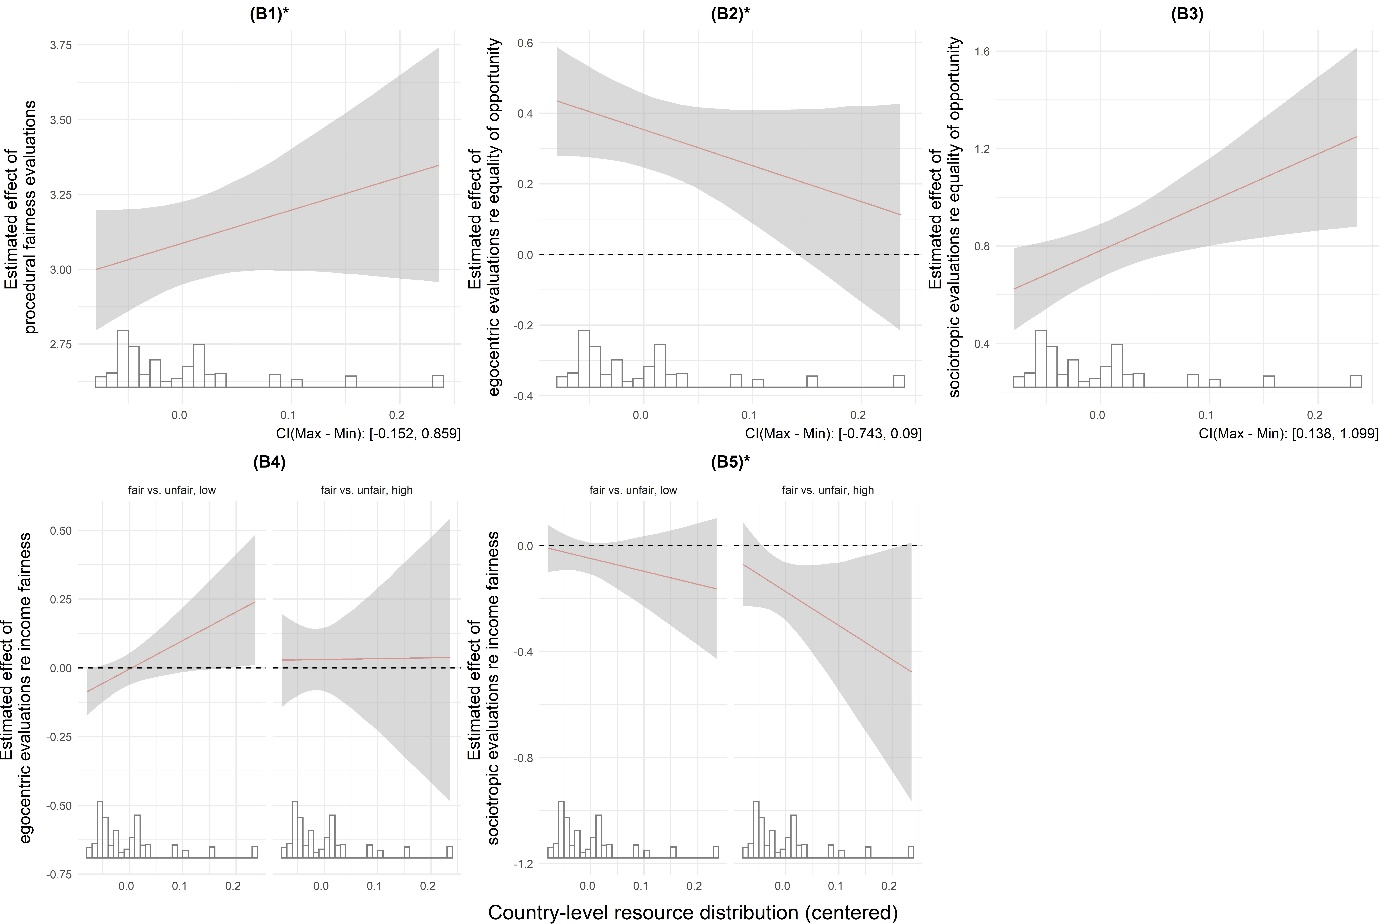 (B1)*
(B2)*
(B3)
Estimated effect of
procedural fairness evaluations
3.75
3.50
3.25
3.00
2.75
0.0
0.1
0.2
CI(Max - Min): [-0.152, 0.859]
Estimated effect of
egocentric evaluations re equality of opportunity
0.6
0.4
0.2
0.0
-0.2
-0.4
0.0
0.1
0.2
CI(Max - Min): [-0.743, 0.09]
Estimated effect of
sociotropic evaluations re equality of opportunity
1.6
1.2
0.8
0.4
0.0
0.1
0.2
CI(Max - Min): [0.138, 1.099]
(B4)
(B5)*
fair vs. unfair, low
fair vs. unfair, high
Estimated effect of
egocentric evaluations re income fairness
0.50
0.25
0.00
-0.25
-0.50
-0.75
0.0
0.1
0.2
0.0
0.1
0.2
fair vs. unfair, low
fair vs. unfair, high
Estimated effect of
sociotropic evaluations re income fairness
0.0
-0.4
-0.8
-1.2
0.0
0.1
0.2
0.0
0.1
0.2
Country-level resource distribution (centered)